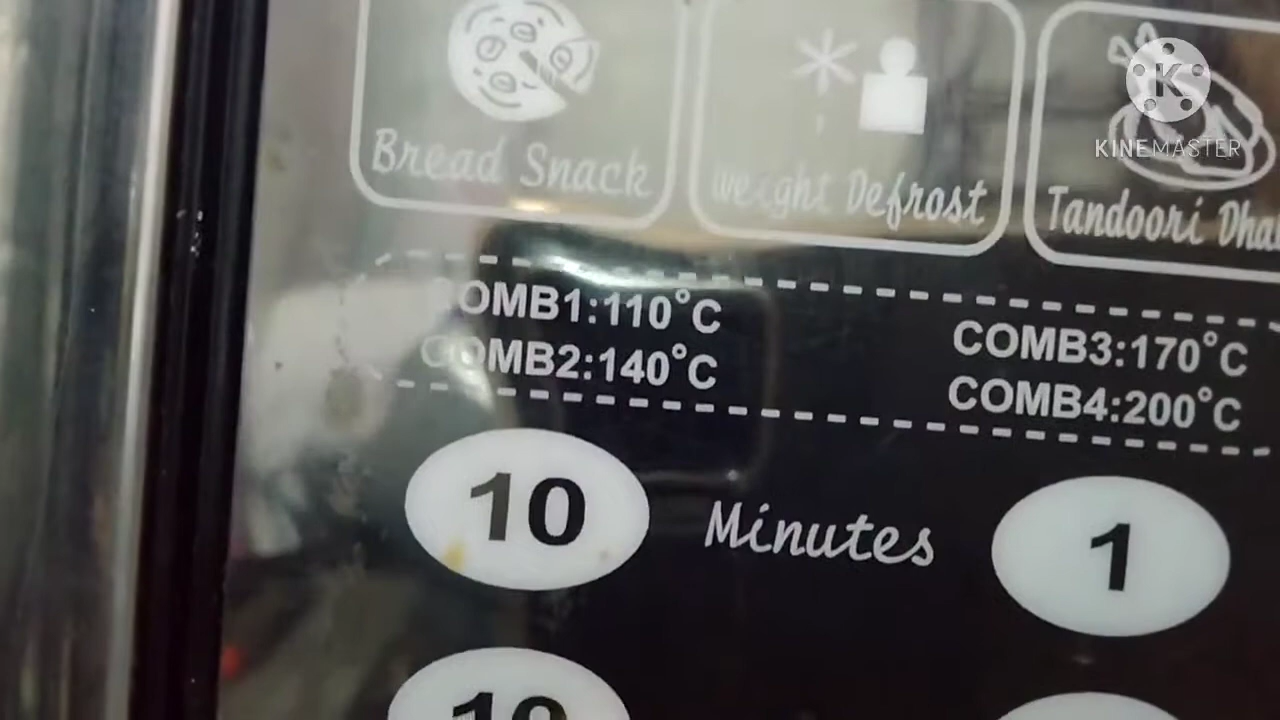 Bread Snack
Weight Defrost
Tandoori
KINEMASTER
COMB1:110°C
COMB2:140°C
COMB3:170°C
COMB4:200°C
10
Minutes
1